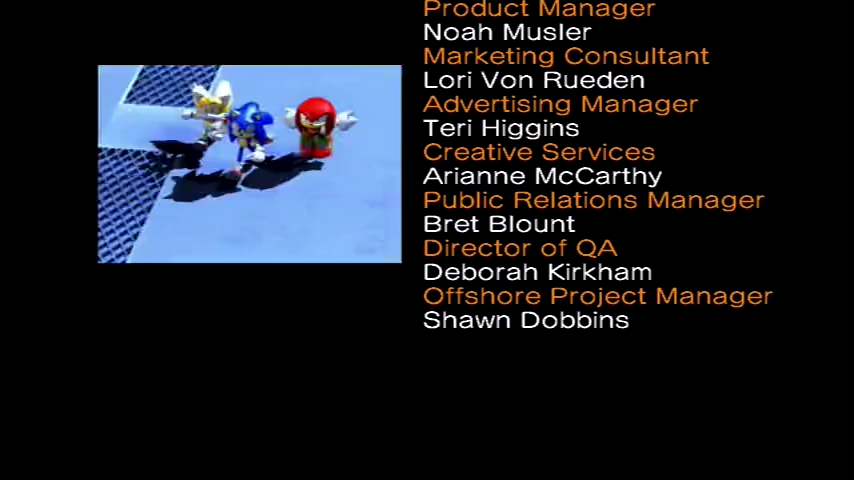 Product Manager
Noah Musler
Marketing Consultant
Lori Von Rueden
Advertising Manager
Teri Higgins
Creative Services
Arianne McCarthy
Public Relations Manager
Bret Blount
Director of QA
Deborah Kirkham
Offshore Project Manager
Shawn Dobbins